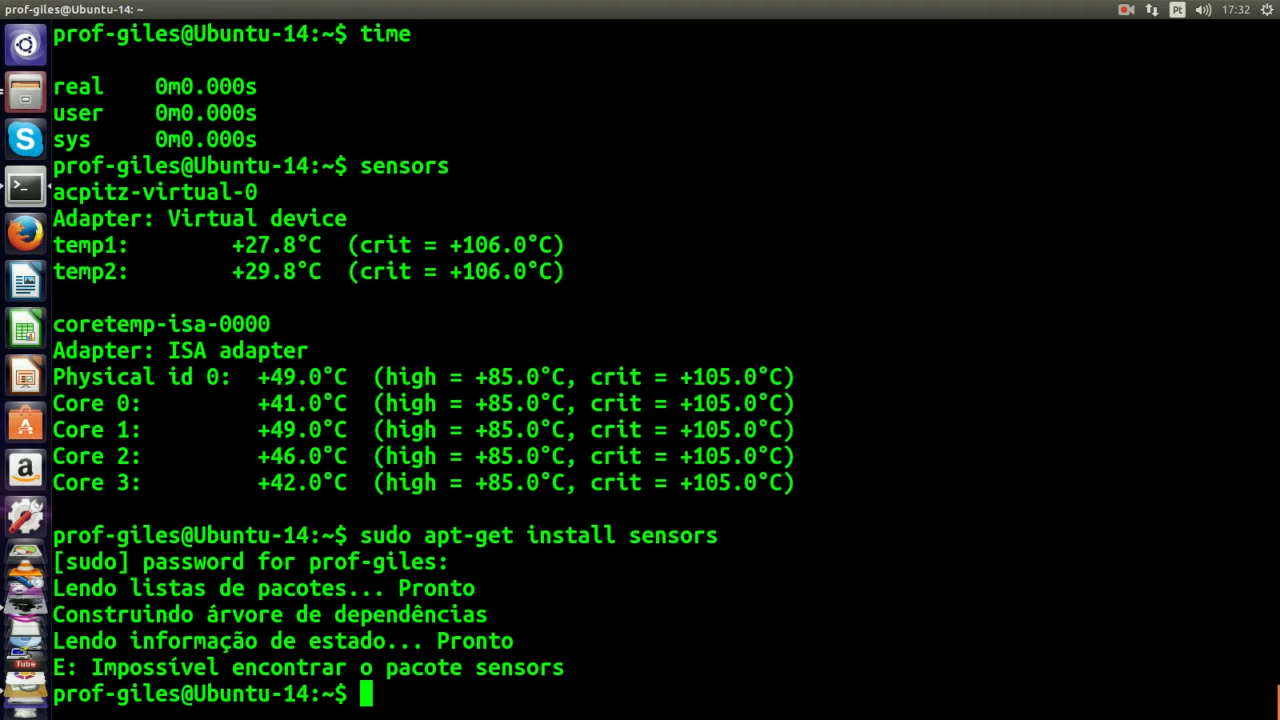 prof-giles@Ubuntu-14: ~
Pt
17:32
prof-giles@Ubuntu-14:~$ time
real 0m0.000s
user 0m0.000s
sys 0m0.000s
prof-giles@Ubuntu-14:~$ sensors
acpitz-virtual-0
Adapter: Virtual device
temp1: +27.8°C (crit = +106.0°C)
temp2: +29.8°C (crit = +106.0°C)
coretemp-isa-0000
Adapter: ISA adapter
Physical id 0: +49.0°C (high = +85.0°C, crit = +105.0°C)
Core 0: +41.0°C (high = +85.0°C, crit = +105.0°C)
Core 1: +49.0°C (high = +85.0°C, crit = +105.0°C)
Core 2: +46.0°C (high = +85.0°C, crit = +105.0°C)
Core 3: +42.0°C (high = +85.0°C, crit = +105.0°C)
prof-giles@Ubuntu-14:~$ sudo apt-get install sensors
[sudo] password for prof-giles:
Lendo listas de pacotes... Pronto
Construindo árvore de dependências
Lendo informação de estado... Pronto
E: Impossível encontrar o pacote sensors
prof-giles@Ubuntu-14:~$
S
>_
A
a
Tube